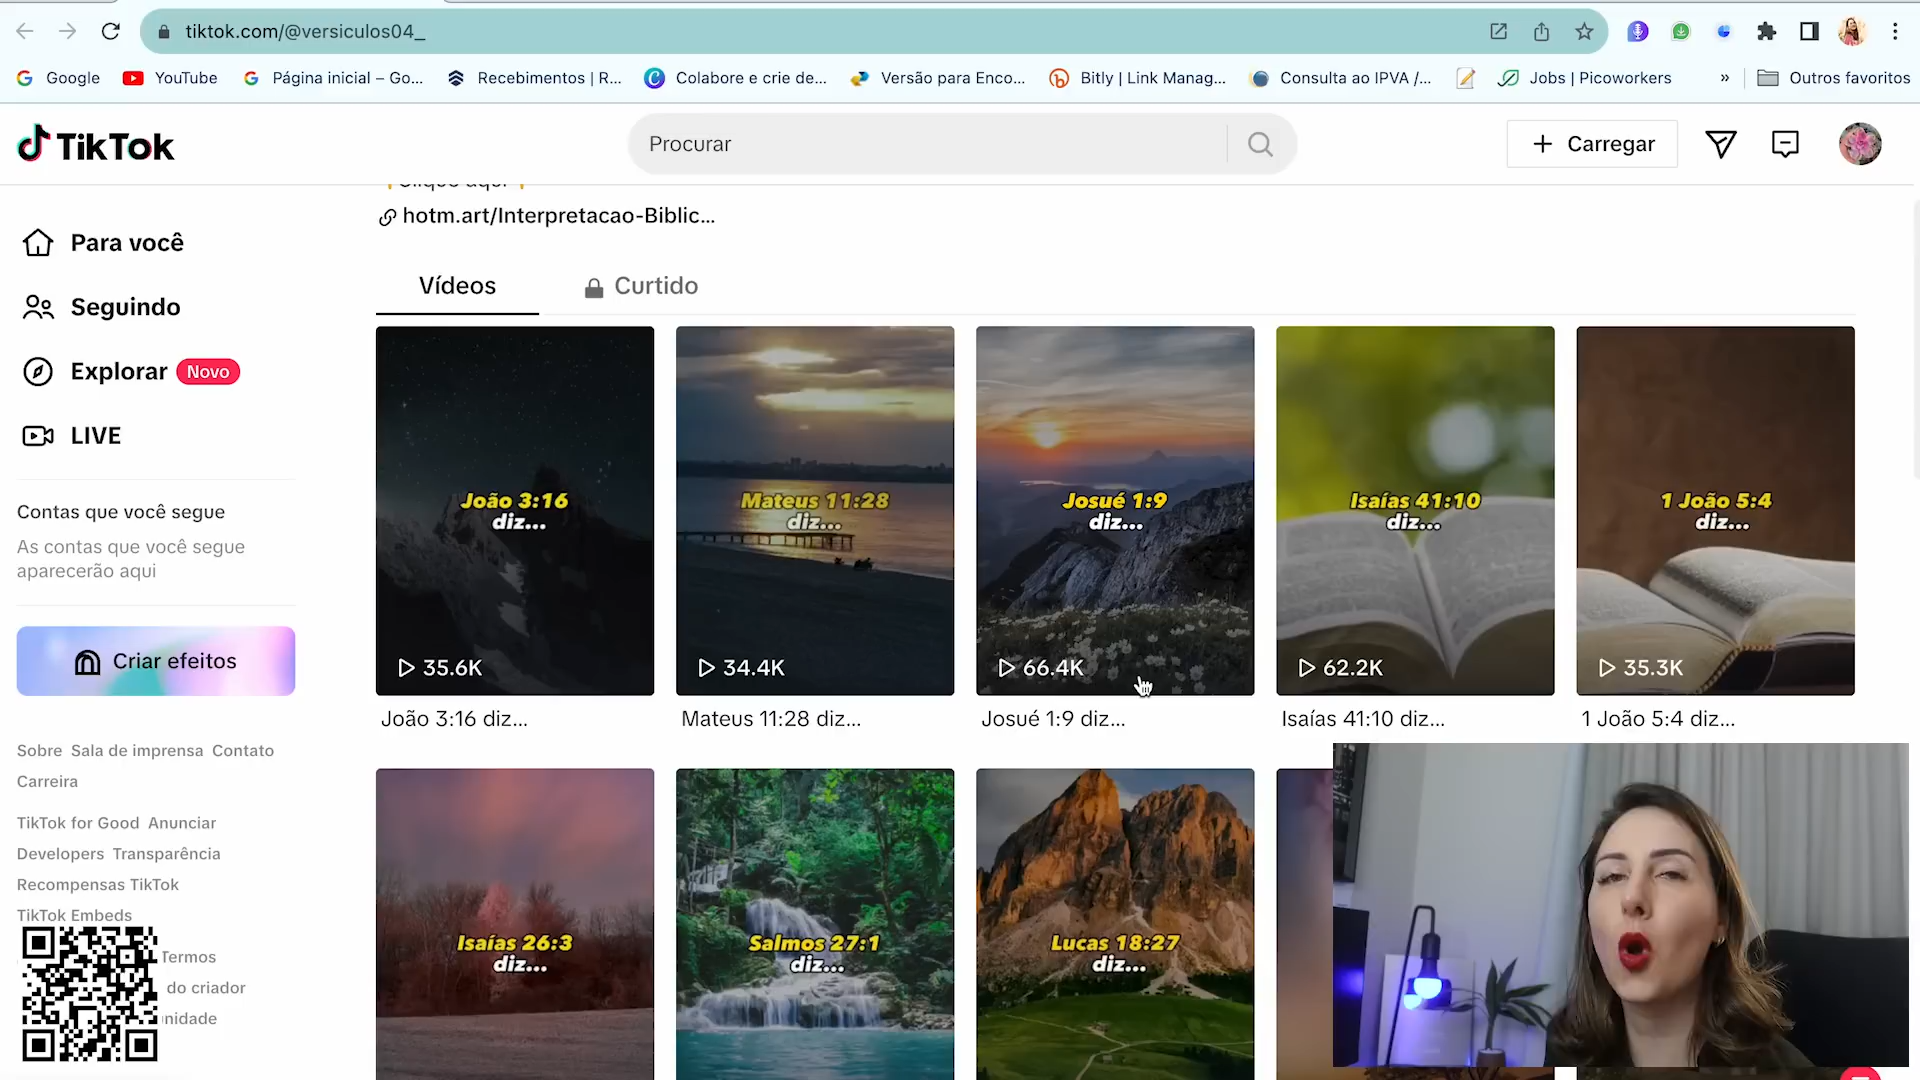 tiktok.com/@versiculos04_
Google
YouTube
Página inicial – Go...
Recebimentos | R...
Colabore e crie de...
Versão para Enco...
Bitly | Link Manag...
Consulta ao IPVA /...
Jobs | Picoworkers
»
Outros favoritos
TikTok
Procurar
Carregar
hotm.art/Interpretacao-Biblic...
Para você
Seguindo
Explorar Novo
LIVE
Contas que você segue
As contas que você segue
aparecerão aqui
Criar efeitos
Sobre Sala de imprensa Contato
Carreira
TikTok for Good Anunciar
Developers Transparência
Recompensas TikTok
TikTok Embeds
Termos
do criador
Vídeos
Curtido
João 3:16
diz...
35.6K
João 3:16 diz...
Mateus 11:28
diz...
34.4K
Mateus 11:28 diz...
Josué 1:9
diz...
66.4K
Josué 1:9 diz...
Isaías 41:10
diz...
62.2K
Isaías 41:10 diz...
1 João 5:4
diz...
35.3K
1 João 5:4 diz...
Isaías 26:3
diz...
Salmos 27:1
diz...
Lucas 18:27
diz...